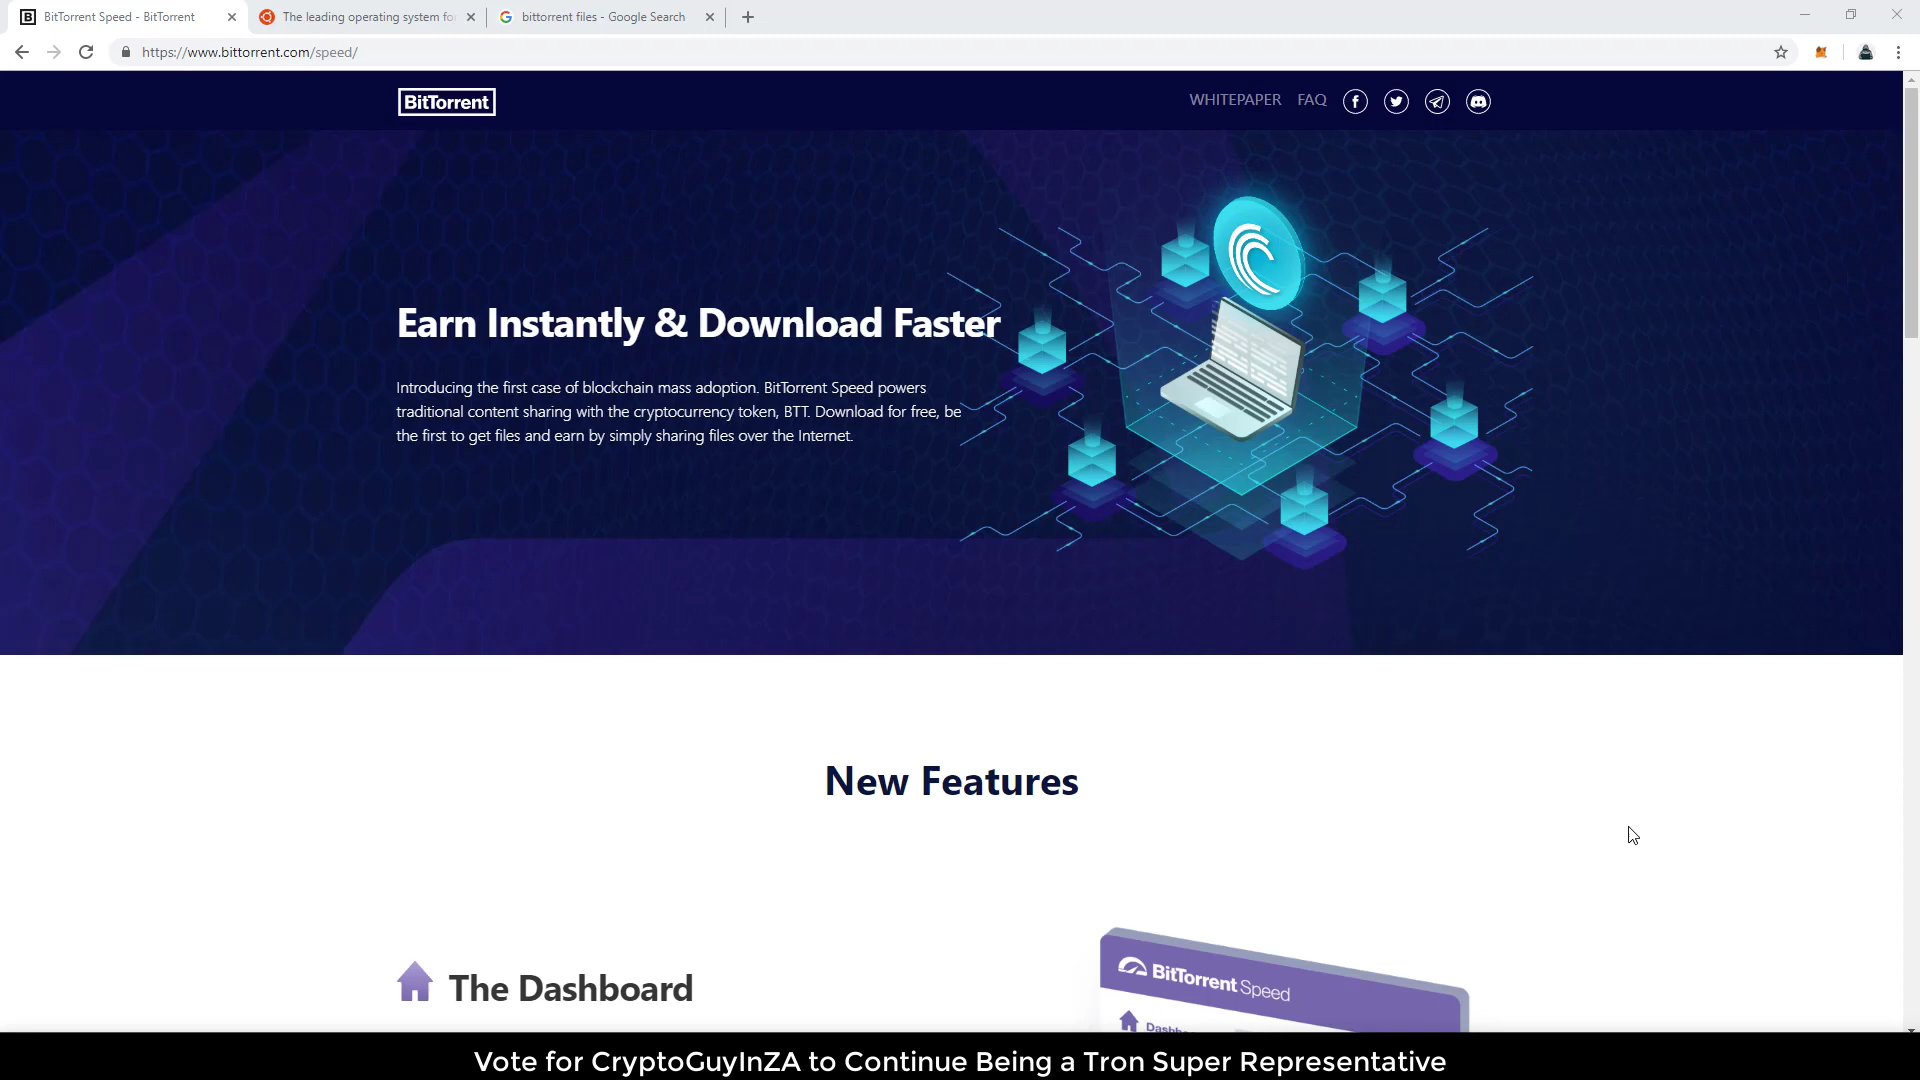 BitTorrent Speed - BitTorrent
The leading operating system fo
bittorrent files - Google Search
https://www.bittorrent.com/speed/
BitTorrent
WHITEPAPER FAQ
Earn Instantly & Download Faster
Introducing the first case of blockchain mass adoption. BitTorrent Speed powers
traditional content sharing with the cryptocurrency token, BTT. Download for free, be
the first to get files and earn by simply sharing files over the Internet.
New Features
The Dashboard
BitTorrent Speed
Dashb
Vote for CryptoGuyInZA to Continue Being a Tron Super Representative